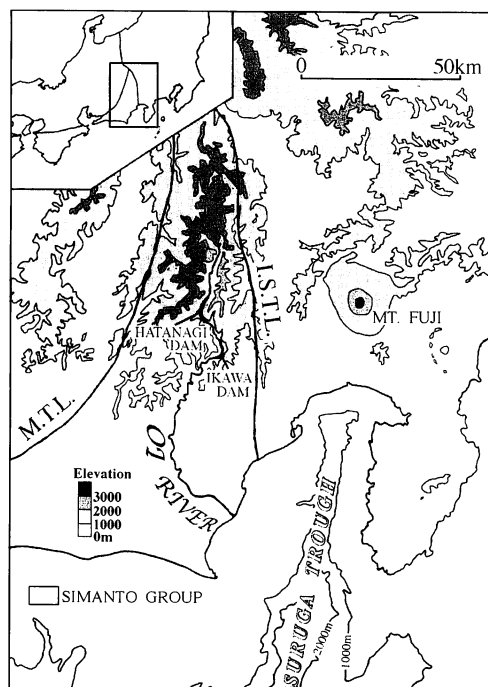 0 50km
I.S.T.L.
MT. FUJI
HATANAGI
DAM
IKAWA
DAM
M.T.L.
OI
RIVER
Elevation
3000
2000
1000
0m
SURUGA TROUGH
2000m
1000m
SIMANTO GROUP